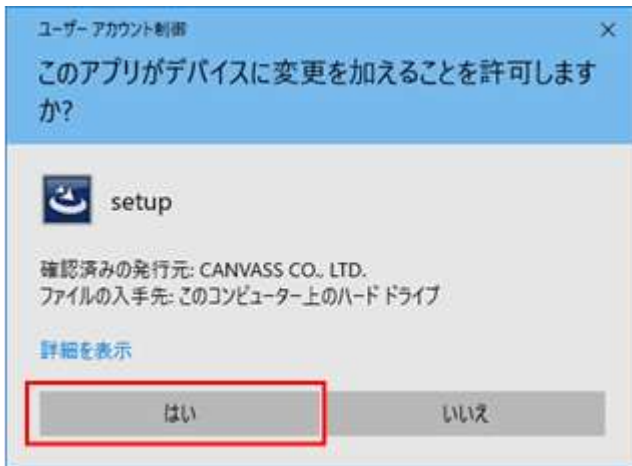 ユーザー アカウント制御
このアプリがデバイスに変更を加えることを許可します
か?
setup
確認済みの発行元: CANVASS CO., LTD.
ファイルの入手先: このコンピューター上のハード ドライブ
詳細を表示
はい
いいえ